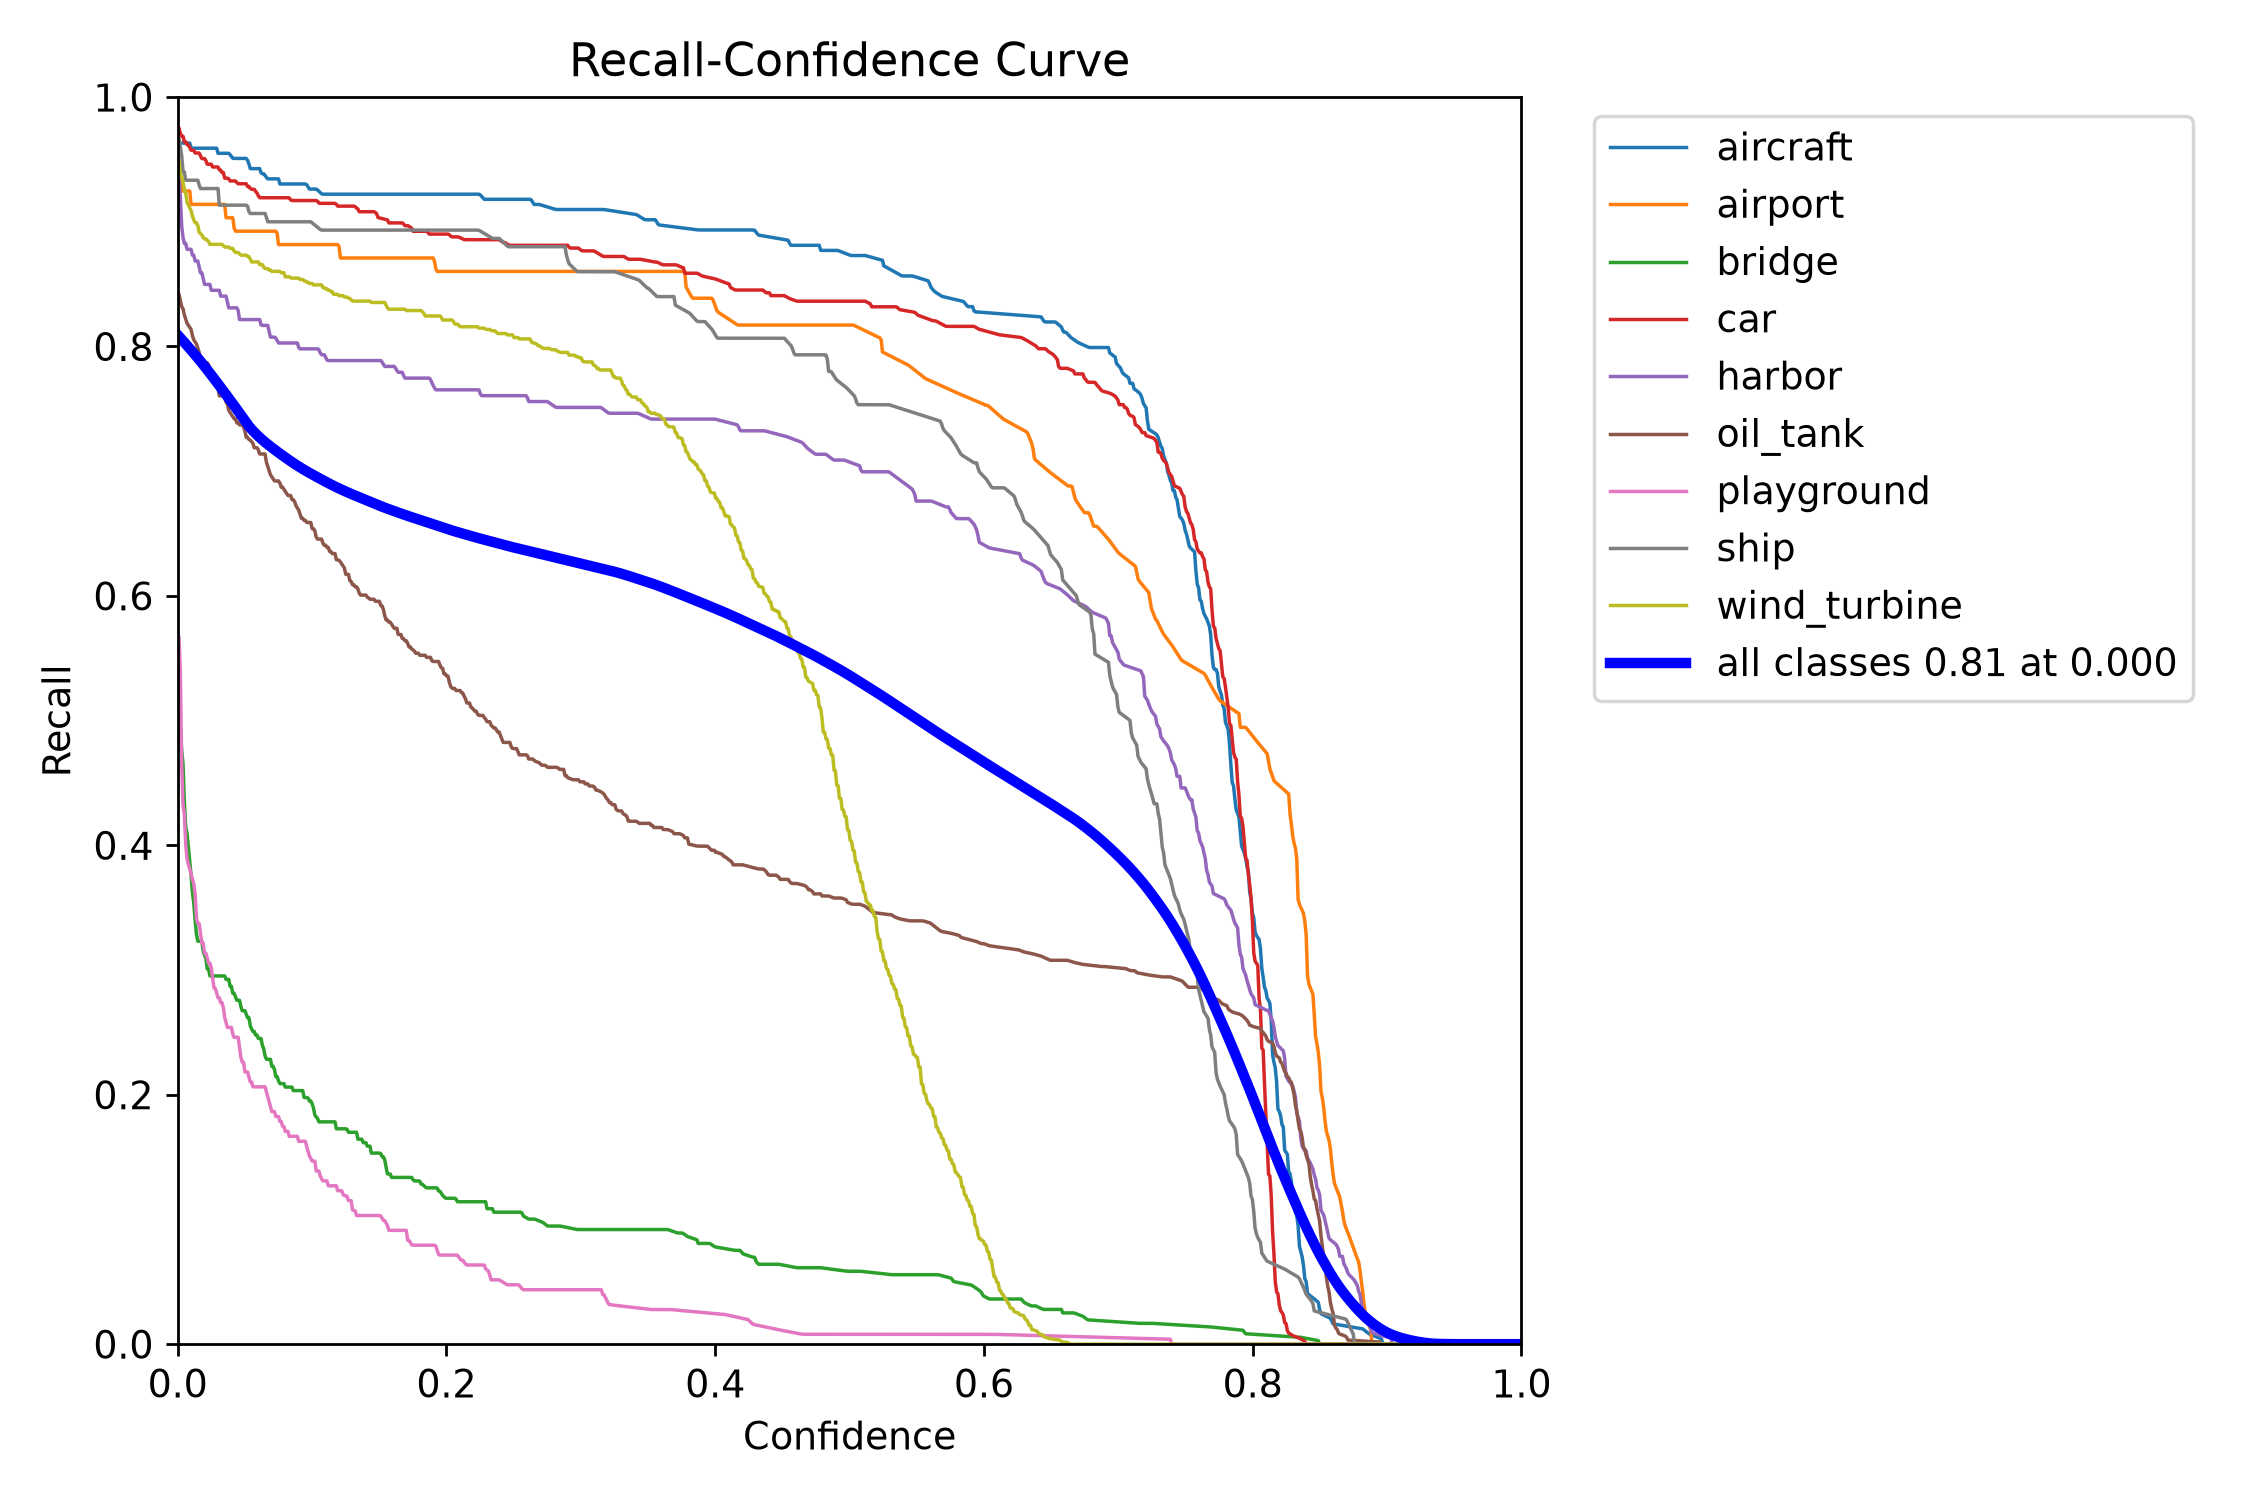 Recall-Confidence Curve
1.0
0.8
0.6
0.4
0.2
0.0
Recall
0.0 0.2 0.4 0.6 0.8 1.0
Confidence
aircraft
airport
bridge
car
harbor
oil_tank
playground
ship
wind_turbine
all classes 0.81 at 0.000